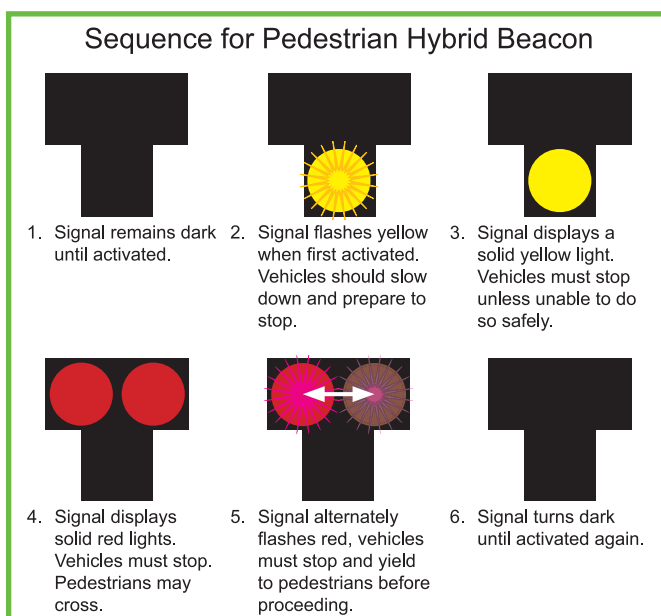 Sequence for Pedestrian Hybrid Beacon
1. Signal remains dark
until activated.
2. Signal flashes yellow
when first activated.
Vehicles should slow
down and prepare to
stop.
3. Signal displays a
solid yellow light.
Vehicles must stop
unless unable to do
so safely.
4. Signal displays
solid red lights.
Vehicles must stop.
Pedestrians may
cross.
5. Signal alternately
flashes red, vehicles
must stop and yield
to pedestrians before
proceeding.
6. Signal turns dark
until activated again.